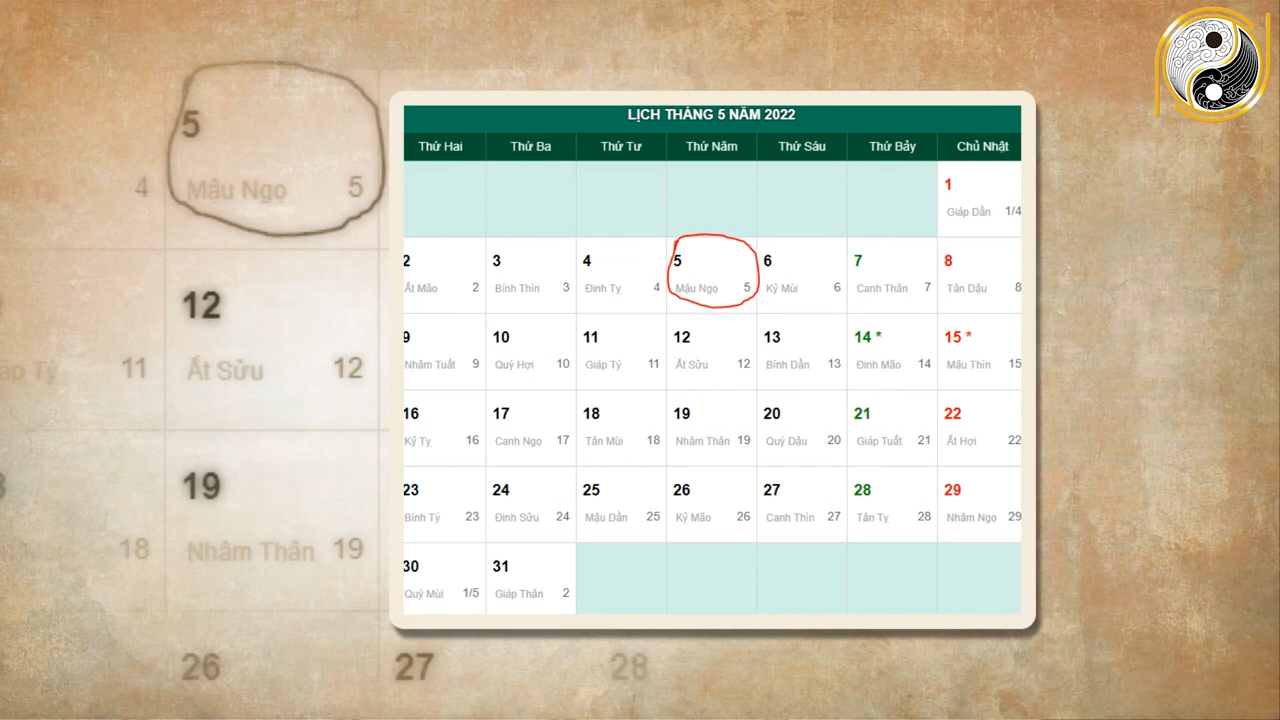 LỊCH THÁNG 5 NĂM 2022
Thứ Hai Thứ Ba Thứ Tư Thứ Năm Thứ Sáu Thứ Bảy Chủ Nhật
1
Giáp Dần 1/4
2 3 4 5 6 7 8
Ất Mão 2 Bính Thìn 3 Đinh Tỵ 4 Mậu Ngọ 5 Kỷ Mùi 6 Canh Thân 7 Tân Dậu 8
9 10 11 12 13 14 * 15 *
Nhâm Tuất 9 Quý Hợi 10 Giáp Tý 11 Ất Sửu 12 Bính Dần 13 Đinh Mão 14 Mậu Thìn 15
16 17 18 19 20 21 22
Kỷ Tỵ 16 Canh Ngọ 17 Tân Mùi 18 Nhâm Thân 19 Quý Dậu 20 Giáp Tuất 21 Ất Hợi 22
23 24 25 26 27 28 29
Bính Tý 23 Đinh Sửu 24 Mậu Dần 25 Kỷ Mão 26 Canh Thìn 27 Tân Tỵ 28 Nhâm Ngọ 29
30 31
Quý Mùi 1/5 Giáp Thân 2
5
4 Mậu Ngọ 5
12
11 Ất Sửu 12
19
18 Nhâm Thân 19
26 27 28